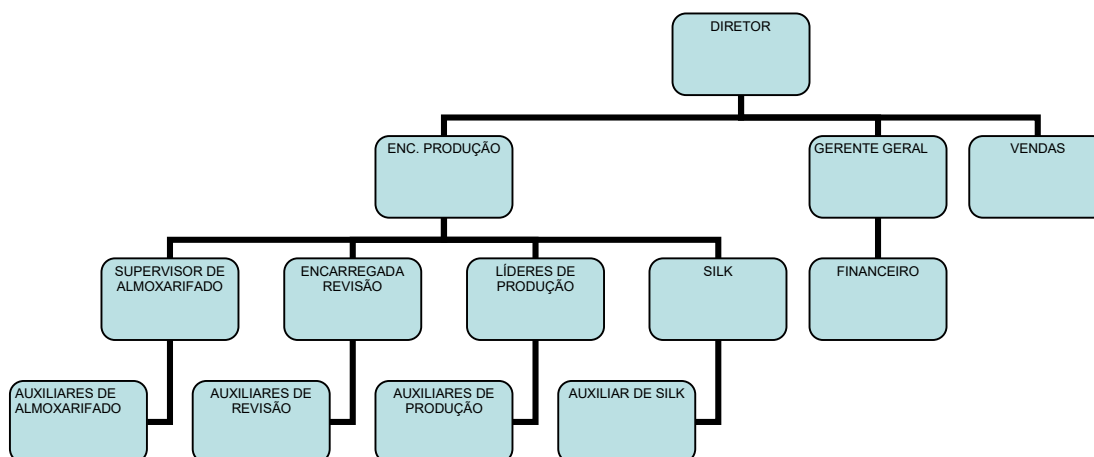 DIRETOR
ENC. PRODUÇÃO
GERENTE GERAL
VENDAS
SUPERVISOR DE
ALMOXARIFADO
ENCARREGADA
REVISÃO
LÍDERES DE
PRODUÇÃO
SILK
FINANCEIRO
AUXILIARES DE
ALMOXARIFADO
AUXILIARES DE
REVISÃO
AUXILIARES DE
PRODUÇÃO
AUXILIAR DE SILK